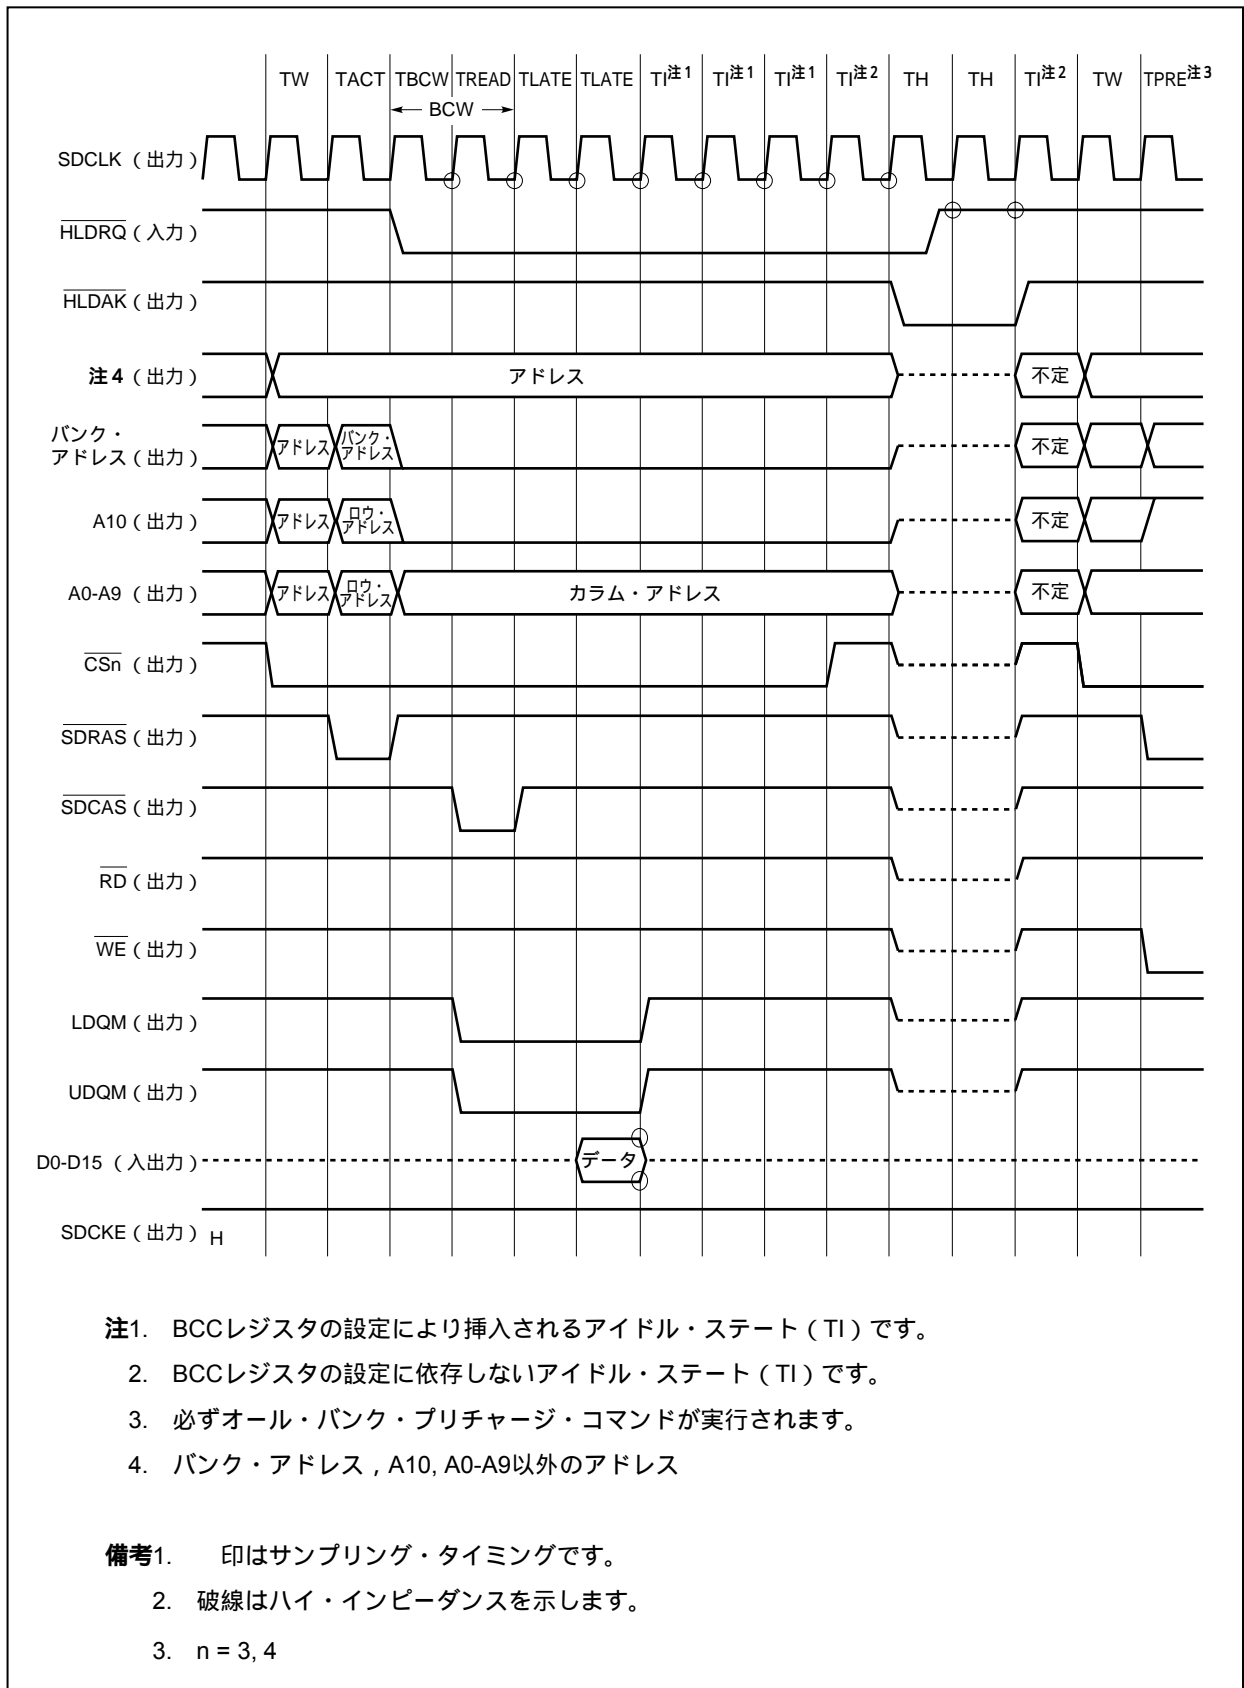 TW TACT TBCW TREAD TLATE TLATE TI注1 TI注1 TI注1 TI注2 TH TH TI注2 TW TPRE注3
BCW
SDCLK（出力）
HLDRQ（入力）
HLDAK（出力）
注4（出力） アドレス 不定
バンク・
アドレス（出力） アドレス バンク・アドレス 不定
A10（出力） アドレス ロウ・アドレス 不定
A0-A9（出力） アドレス ロウ・アドレス カラム・アドレス 不定
CSn（出力）
SDRAS（出力）
SDCAS（出力）
RD（出力）
WE（出力）
LDQM（出力）
UDQM（出力）
D0-D15（入出力） データ
SDCKE（出力） H
注1. BCCレジスタの設定により挿入されるアイドル・ステート（TI）です。
2. BCCレジスタの設定に依存しないアイドル・ステート（TI）です。
3. 必ずオール・バンク・プリチャージ・コマンドが実行されます。
4. バンク・アドレス，A10, A0-A9以外のアドレス
備考1. 印はサンプリング・タイミングです。
2. 破線はハイ・インピーダンスを示します。
3. n = 3, 4